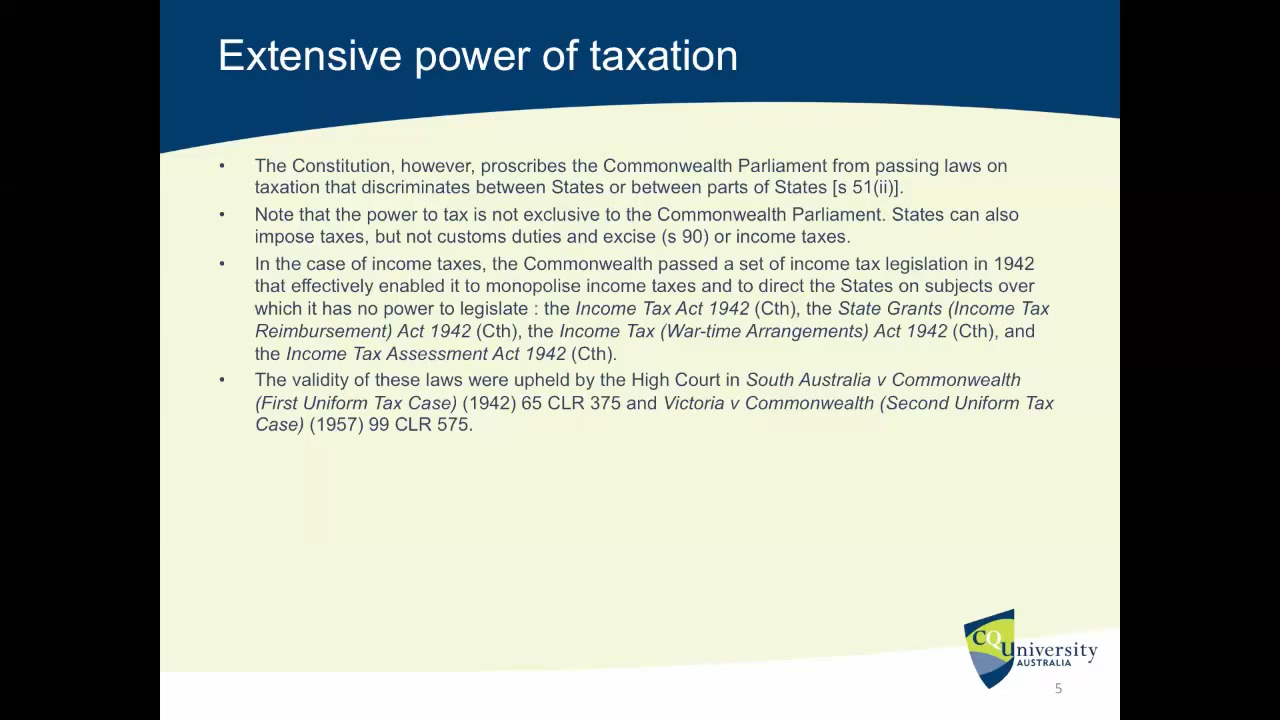 Extensive power of taxation
• The Constitution, however, proscribes the Commonwealth Parliament from passing laws on
taxation that discriminates between States or between parts of States [s 51(ii)].
• Note that the power to tax is not exclusive to the Commonwealth Parliament. States can also
impose taxes, but not customs duties and excise (s 90) or income taxes.
• In the case of income taxes, the Commonwealth passed a set of income tax legislation in 1942
that effectively enabled it to monopolise income taxes and to direct the States on subjects over
which it has no power to legislate : the Income Tax Act 1942 (Cth), the State Grants (Income Tax
Reimbursement) Act 1942 (Cth), the Income Tax (War-time Arrangements) Act 1942 (Cth), and
the Income Tax Assessment Act 1942 (Cth).
• The validity of these laws were upheld by the High Court in South Australia v Commonwealth
(First Uniform Tax Case) (1942) 65 CLR 375 and Victoria v Commonwealth (Second Uniform Tax
Case) (1957) 99 CLR 575.
CQUniversity
AUSTRALIA
5